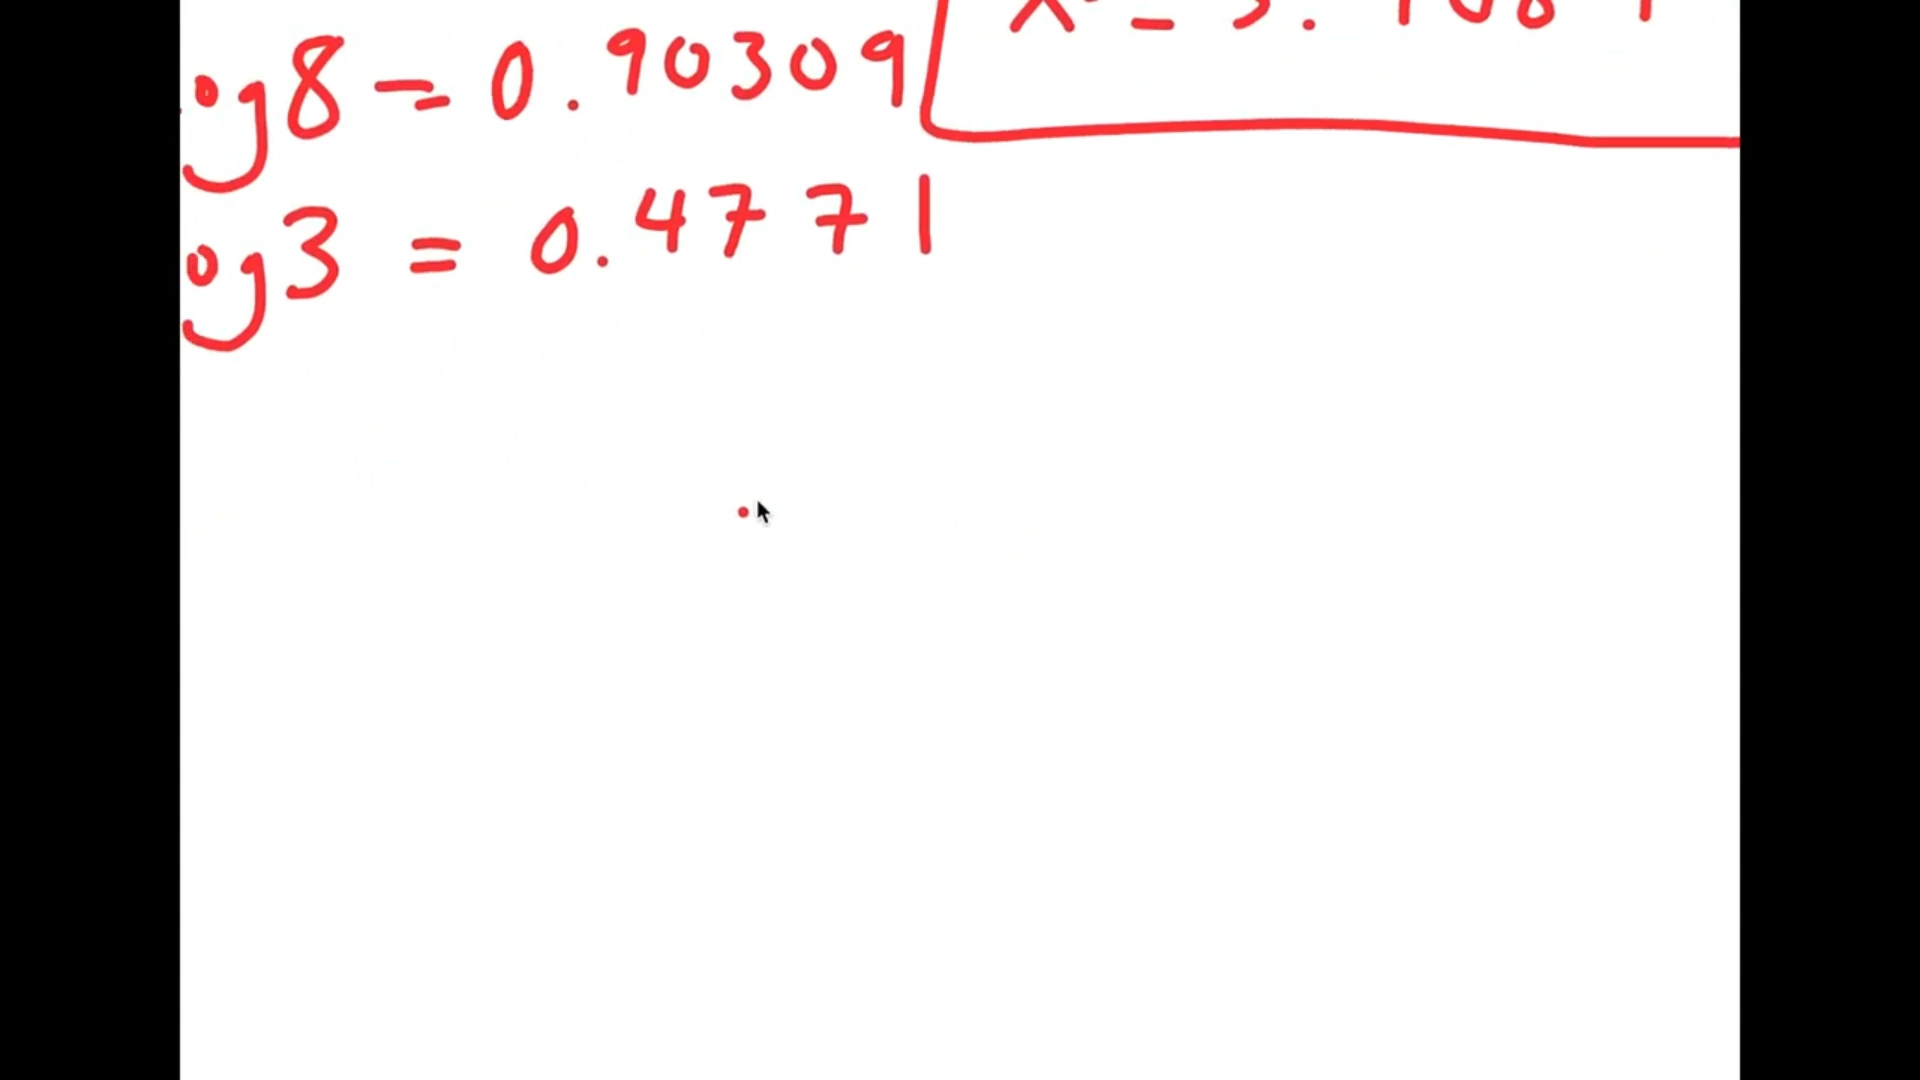 og8 = 0.90309
og3 = 0.4771